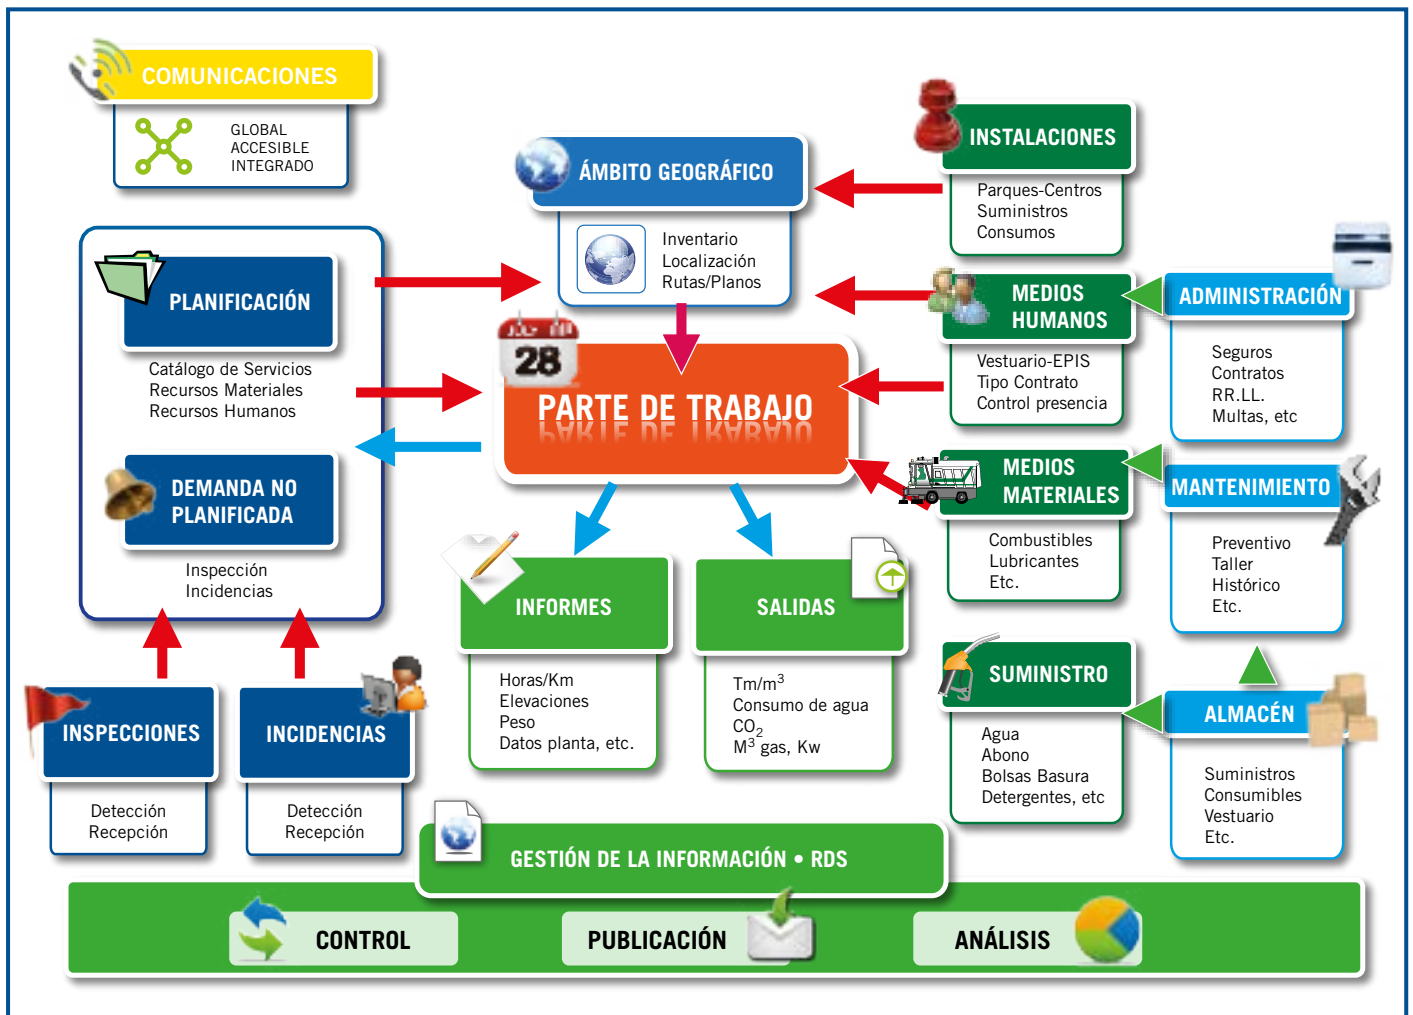 COMUNICACIONES
GLOBAL
ACCESIBLE
INTEGRADO
ÁMBITO GEOGRÁFICO
Inventario
Localización
Rutas/Planos
INSTALACIONES
Parques-Centros
Suministros
Consumos
PLANIFICACIÓN
Catálogo de Servicios
Recursos Materiales
Recursos Humanos
DEMANDA NO
PLANIFICADA
Inspección
Incidencias
28
PARTE DE TRABAJO
MEDIOS
HUMANOS
Vestuario-EPIS
Tipo Contrato
Control presencia
ADMINISTRACIÓN
Seguros
Contratos
RR.LL.
Multas, etc
MEDIOS
MATERIALES
Combustibles
Lubricantes
Etc.
MANTENIMIENTO
Preventivo
Taller
Histórico
Etc.
INFORMES
Horas/Km
Elevaciones
Peso
Datos planta, etc.
SALIDAS
Tm/m³
Consumo de agua
CO₂
M³ gas, Kw
SUMINISTRO
Agua
Abono
Bolsas Basura
Detergentes, etc
ALMACÉN
Suministros
Consumibles
Vestuario
Etc.
INSPECCIONES
Detección
Recepción
INCIDENCIAS
Detección
Recepción
GESTIÓN DE LA INFORMACIÓN • RDS
CONTROL
PUBLICACIÓN
ANÁLISIS